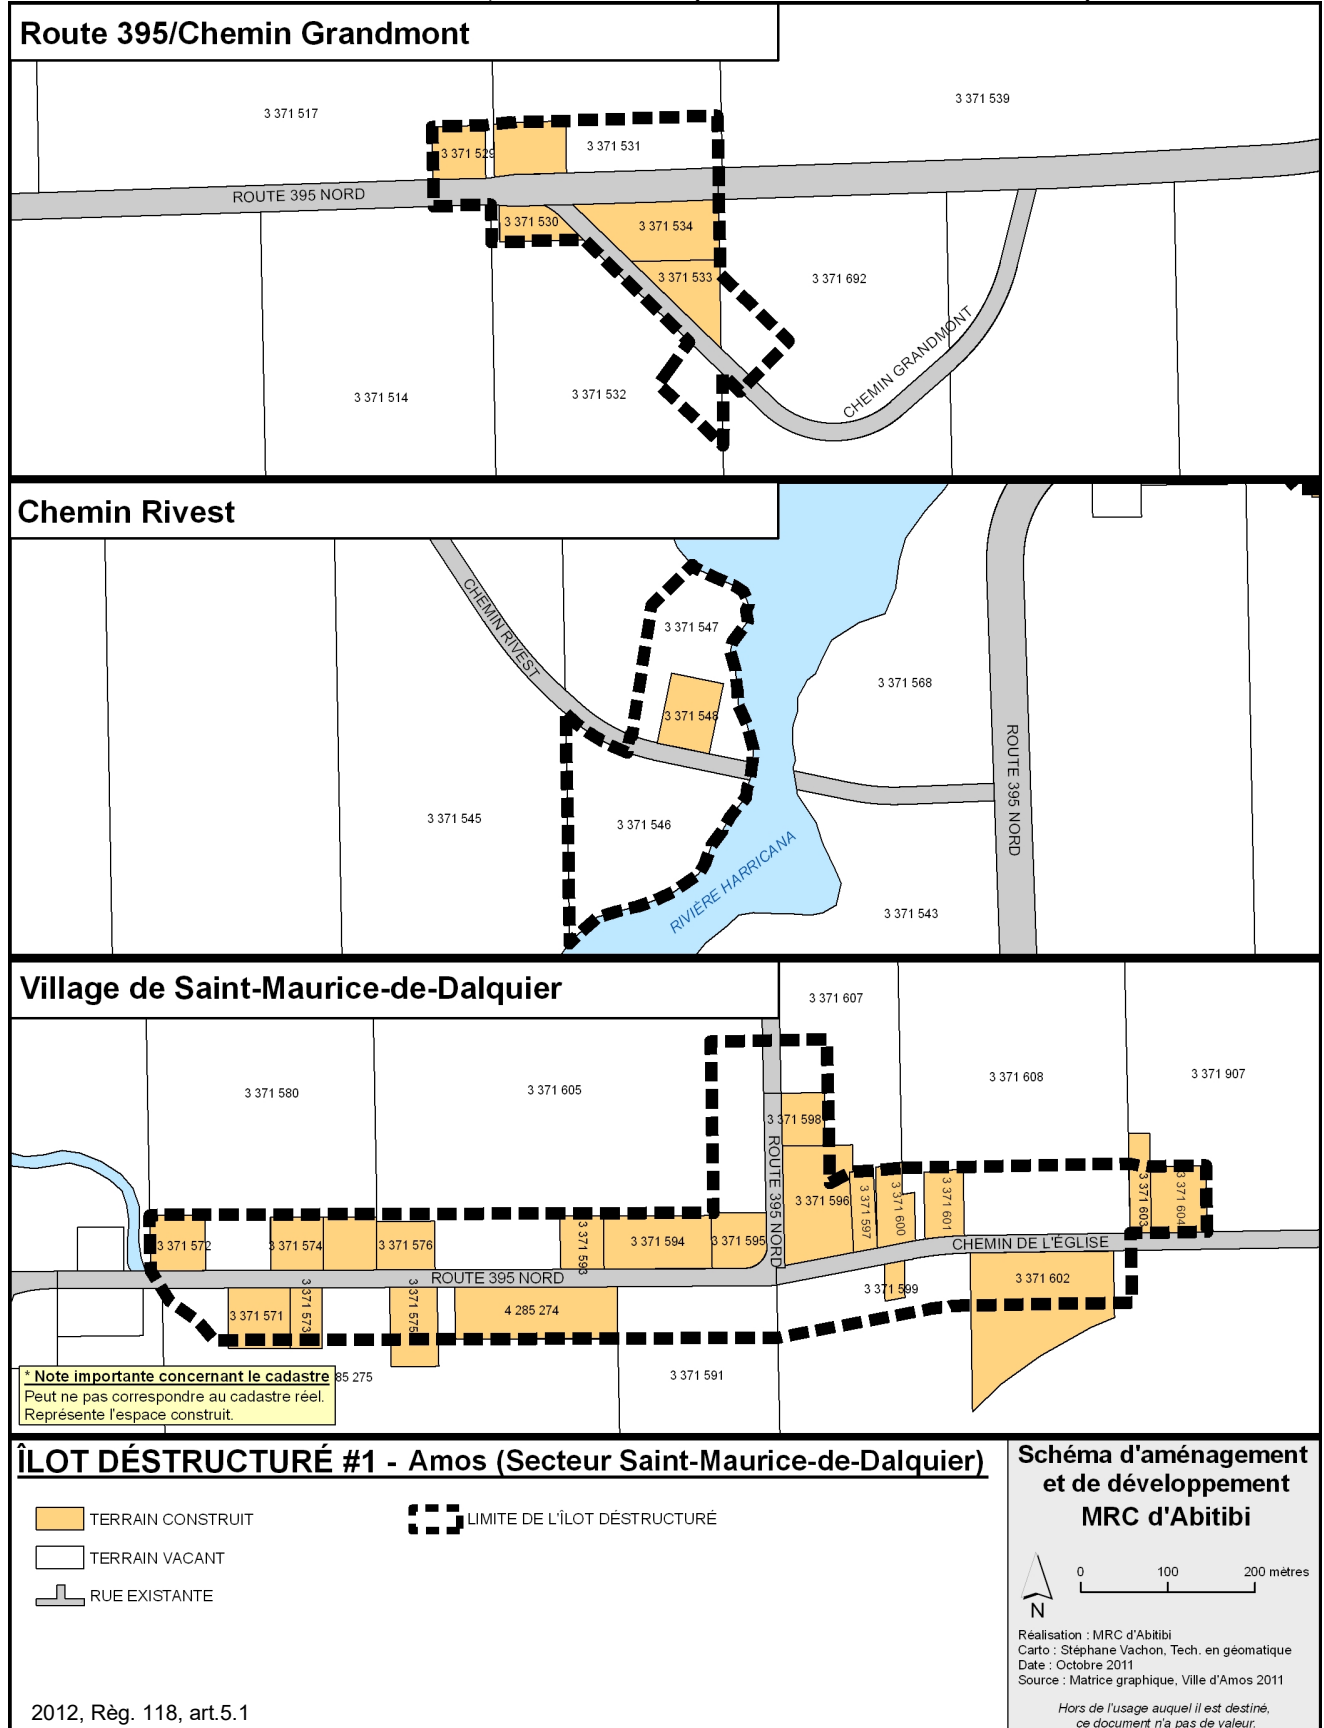 Route 395/Chemin Grandmont
3 371 517
3 371 539
3 371 529
3 371 531
ROUTE 395 NORD
3 371 530
3 371 534
3 371 533
3 371 692
CHEMIN GRANDMONT
3 371 514
3 371 532
Chemin Rivest
CHEMIN RIVEST
3 371 547
3 371 568
3 371 548
ROUTE 395 NORD
3 371 545
3 371 546
RIVIÈRE HARRICANA
3 371 543
Village de Saint-Maurice-de-Dalquier
3 371 607
3 371 580
3 371 605
3 371 608
3 371 907
3 371 598
ROUTE 395 NORD
3 371 596
3 371 597
3 371 600
3 371 601
3 371 603
3 371 604
3 371 572
3 371 574
3 371 576
3 371 593
3 371 594
3 371 595
CHEMIN DE L'ÉGLISE
ROUTE 395 NORD
3 371 602
3 371 599
3 371 571
3 371 573
3 371 575
4 285 274
85 275
3 371 591
* Note importante concernant le cadastre
Peut ne pas correspondre au cadastre réel.
Représente l'espace construit.
ÎLOT DÉSTRUCTURÉ #1 - Amos (Secteur Saint-Maurice-de-Dalquier)
TERRAIN CONSTRUIT
LIMITE DE L'ÎLOT DÉSTRUCTURÉ
TERRAIN VACANT
RUE EXISTANTE
2012, Règ. 118, art.5.1
Schéma d'aménagement
et de développement
MRC d'Abitibi
0 100 200 mètres
N
Réalisation : MRC d'Abitibi
Carto : Stéphane Vachon, Tech. en géomatique
Date : Octobre 2011
Source : Matrice graphique, Ville d'Amos 2011
Hors de l'usage auquel il est destiné,
ce document n'a pas de valeur.